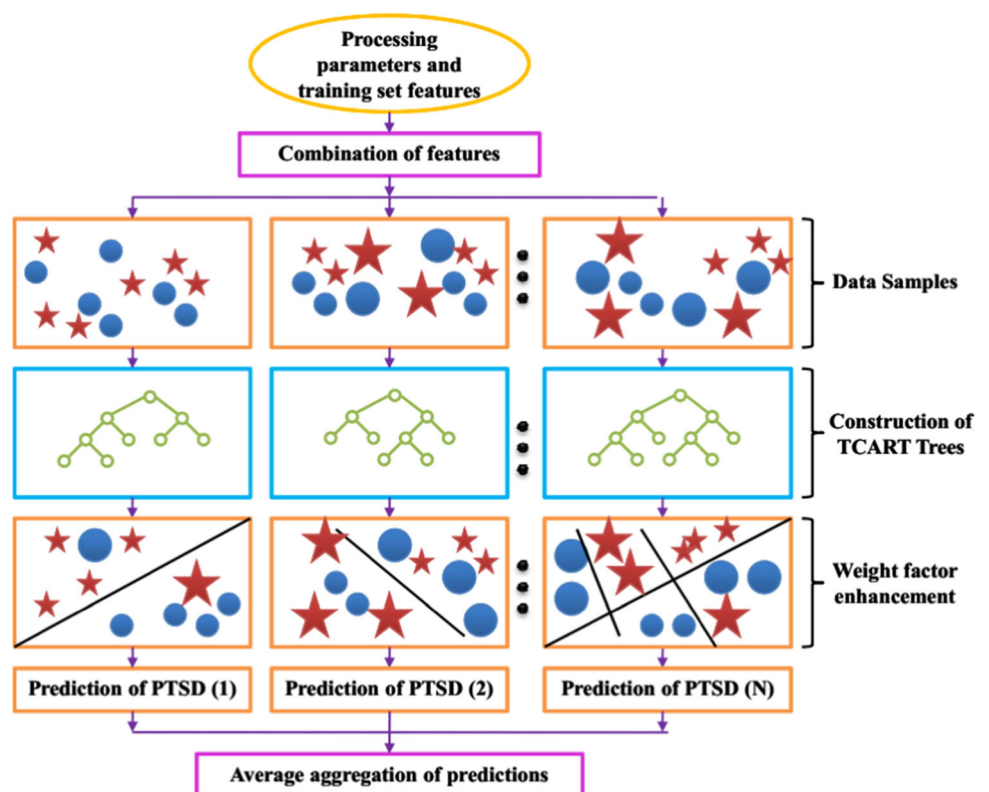 Processing
parameters and
training set features
Combination of features
Data Samples
Construction of
TCART Trees
Weight factor
enhancement
Prediction of PTSD (1)
Prediction of PTSD (2)
Prediction of PTSD (N)
Average aggregation of predictions